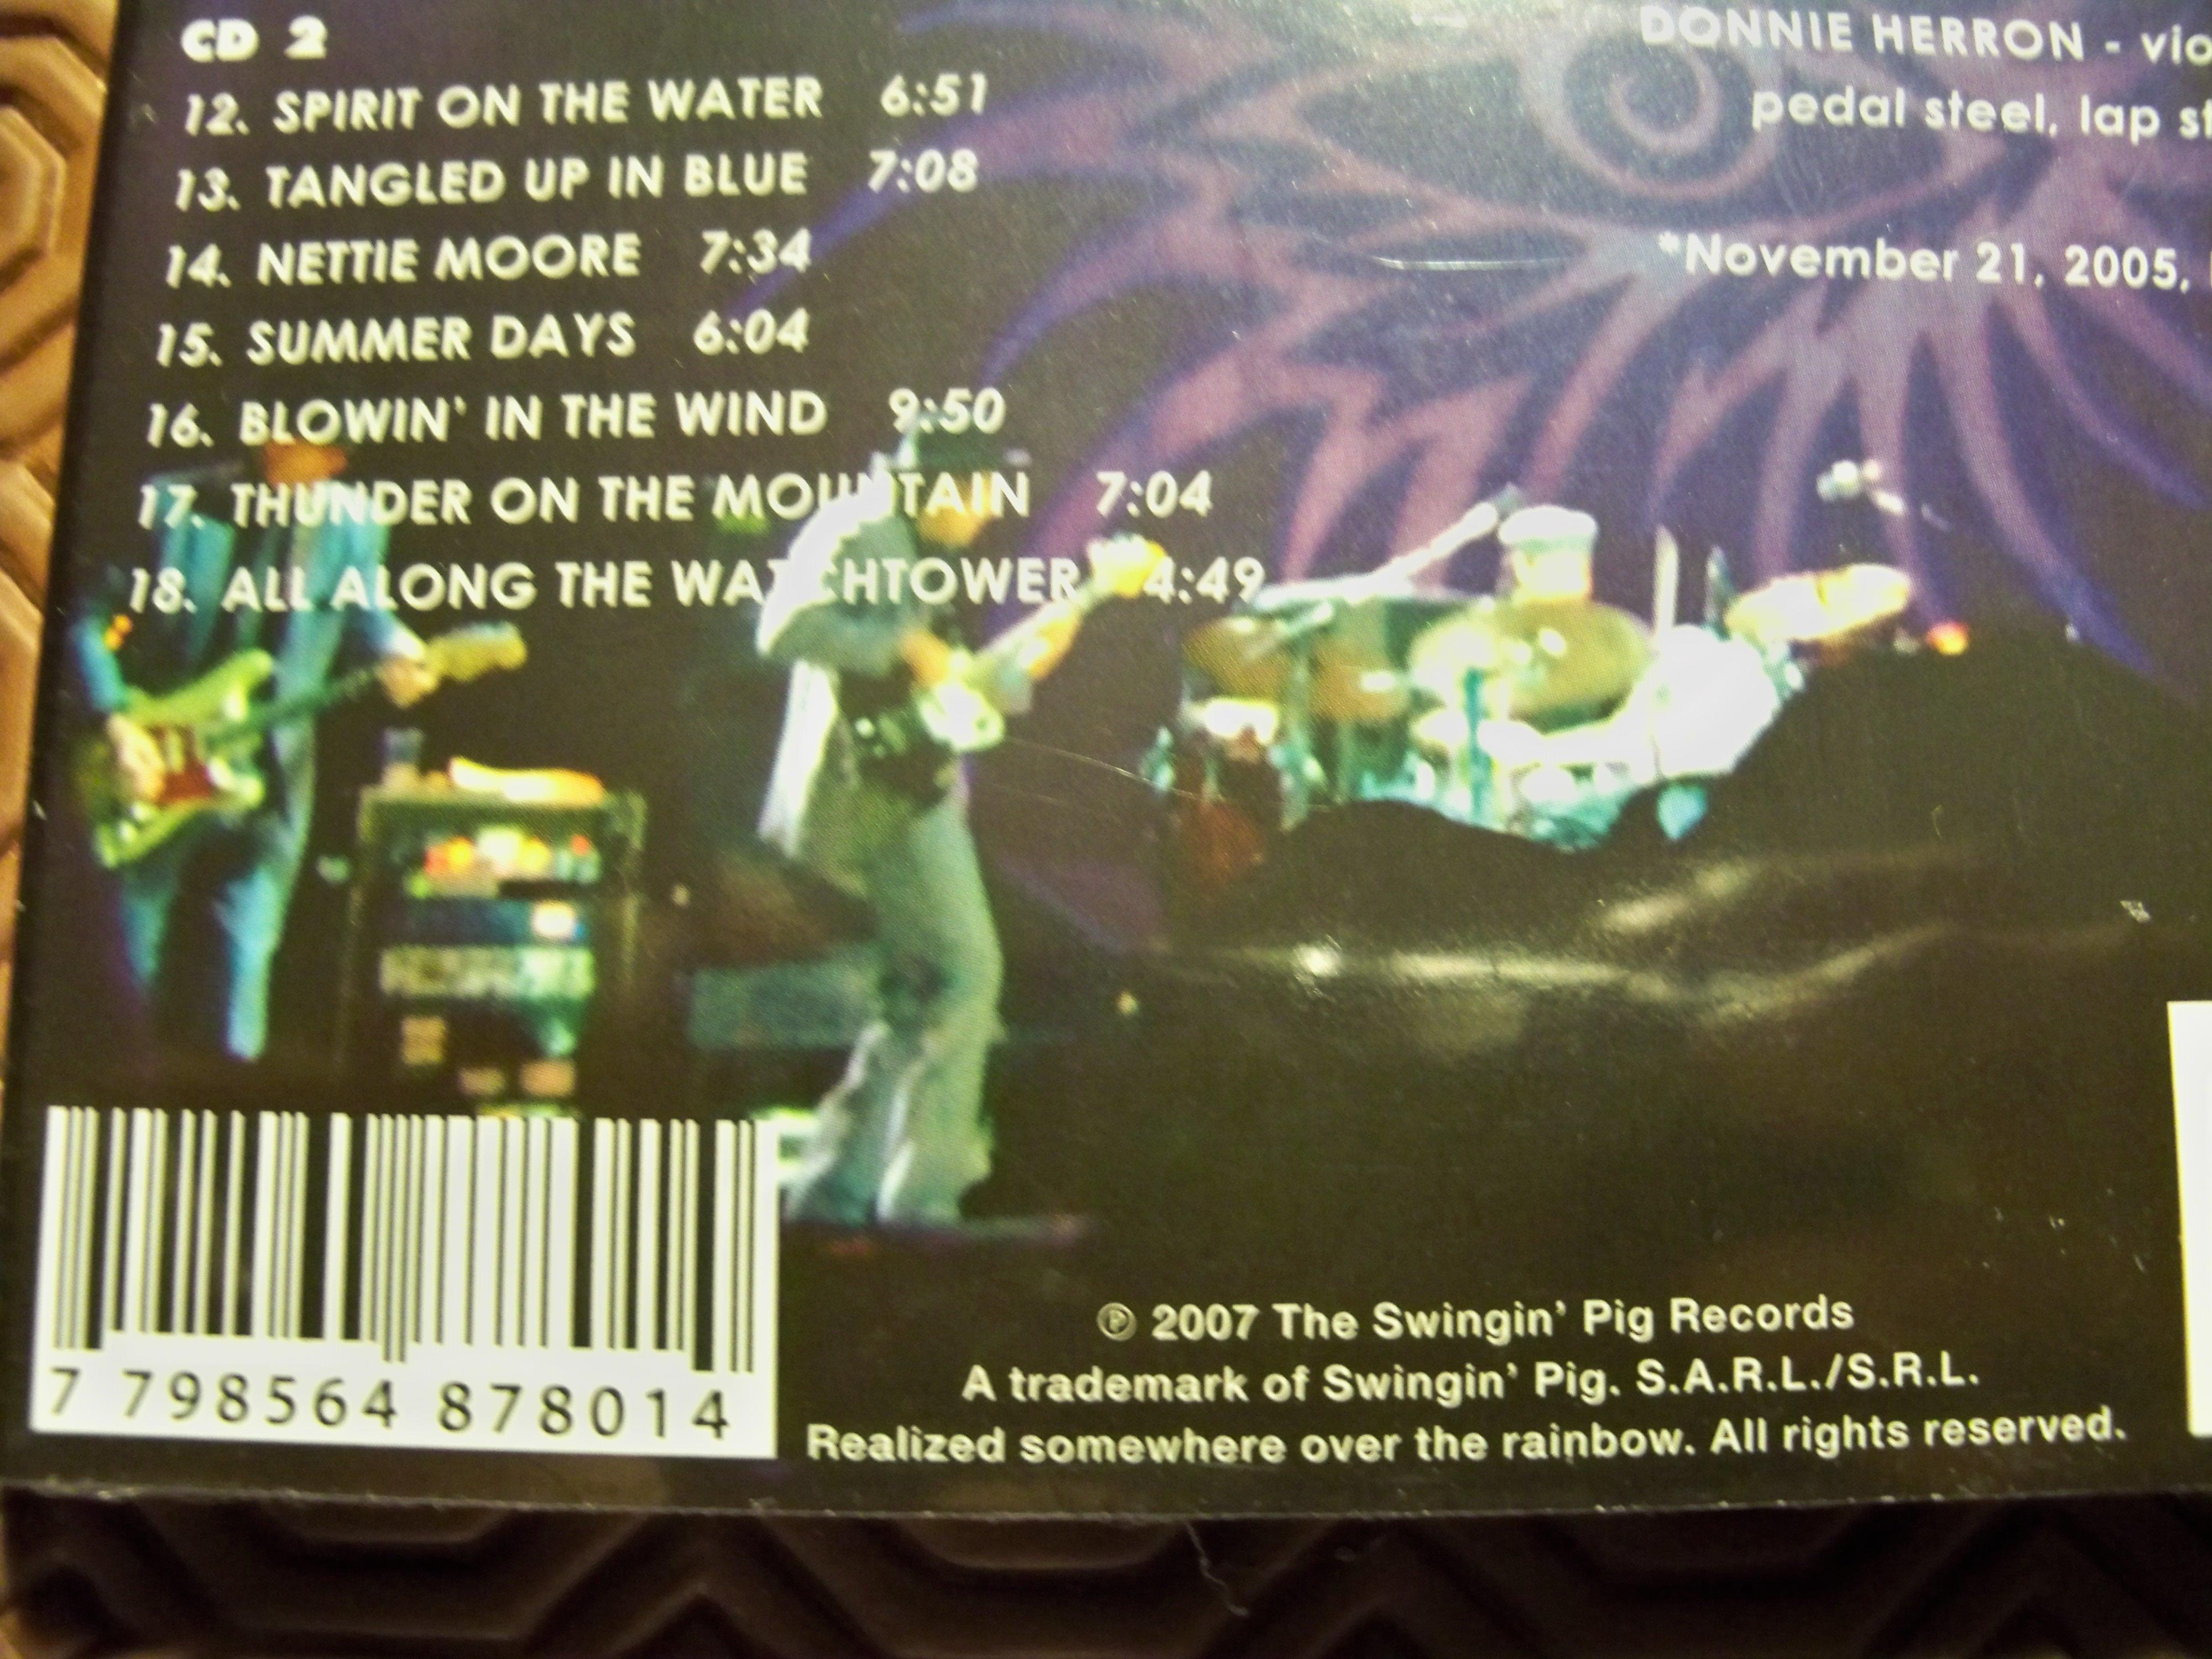 CD 2
12. SPIRIT ON THE WATER 6:51
13. TANGLED UP IN BLUE 7:08
14. NETTIE MOORE 7:34
15. SUMMER DAYS 6:04
16. BLOWIN' IN THE WIND 9:50
17. THUNDER ON THE MOUNTAIN 7:04
18. ALL ALONG THE WATCHTOWER 4:49
DONNIE HERRON - vio
pedal steel, lap st
*November 21, 2005,
7 798564 878014
℗ 2007 The Swingin' Pig Records
A trademark of Swingin' Pig. S.A.R.L./S.R.L.
Realized somewhere over the rainbow. All rights reserved.